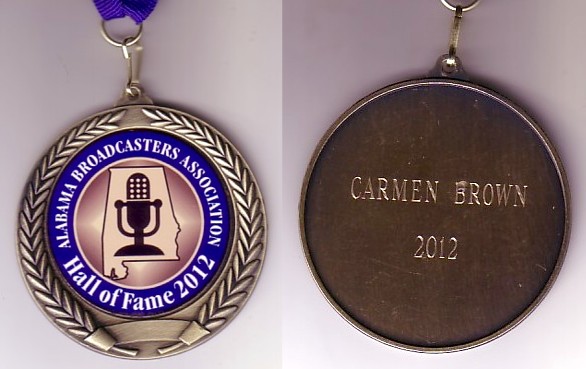 ALABAMA BROADCASTERS ASSOCIATION
Hall of Fame 2012
CARMEN BROWN
2012